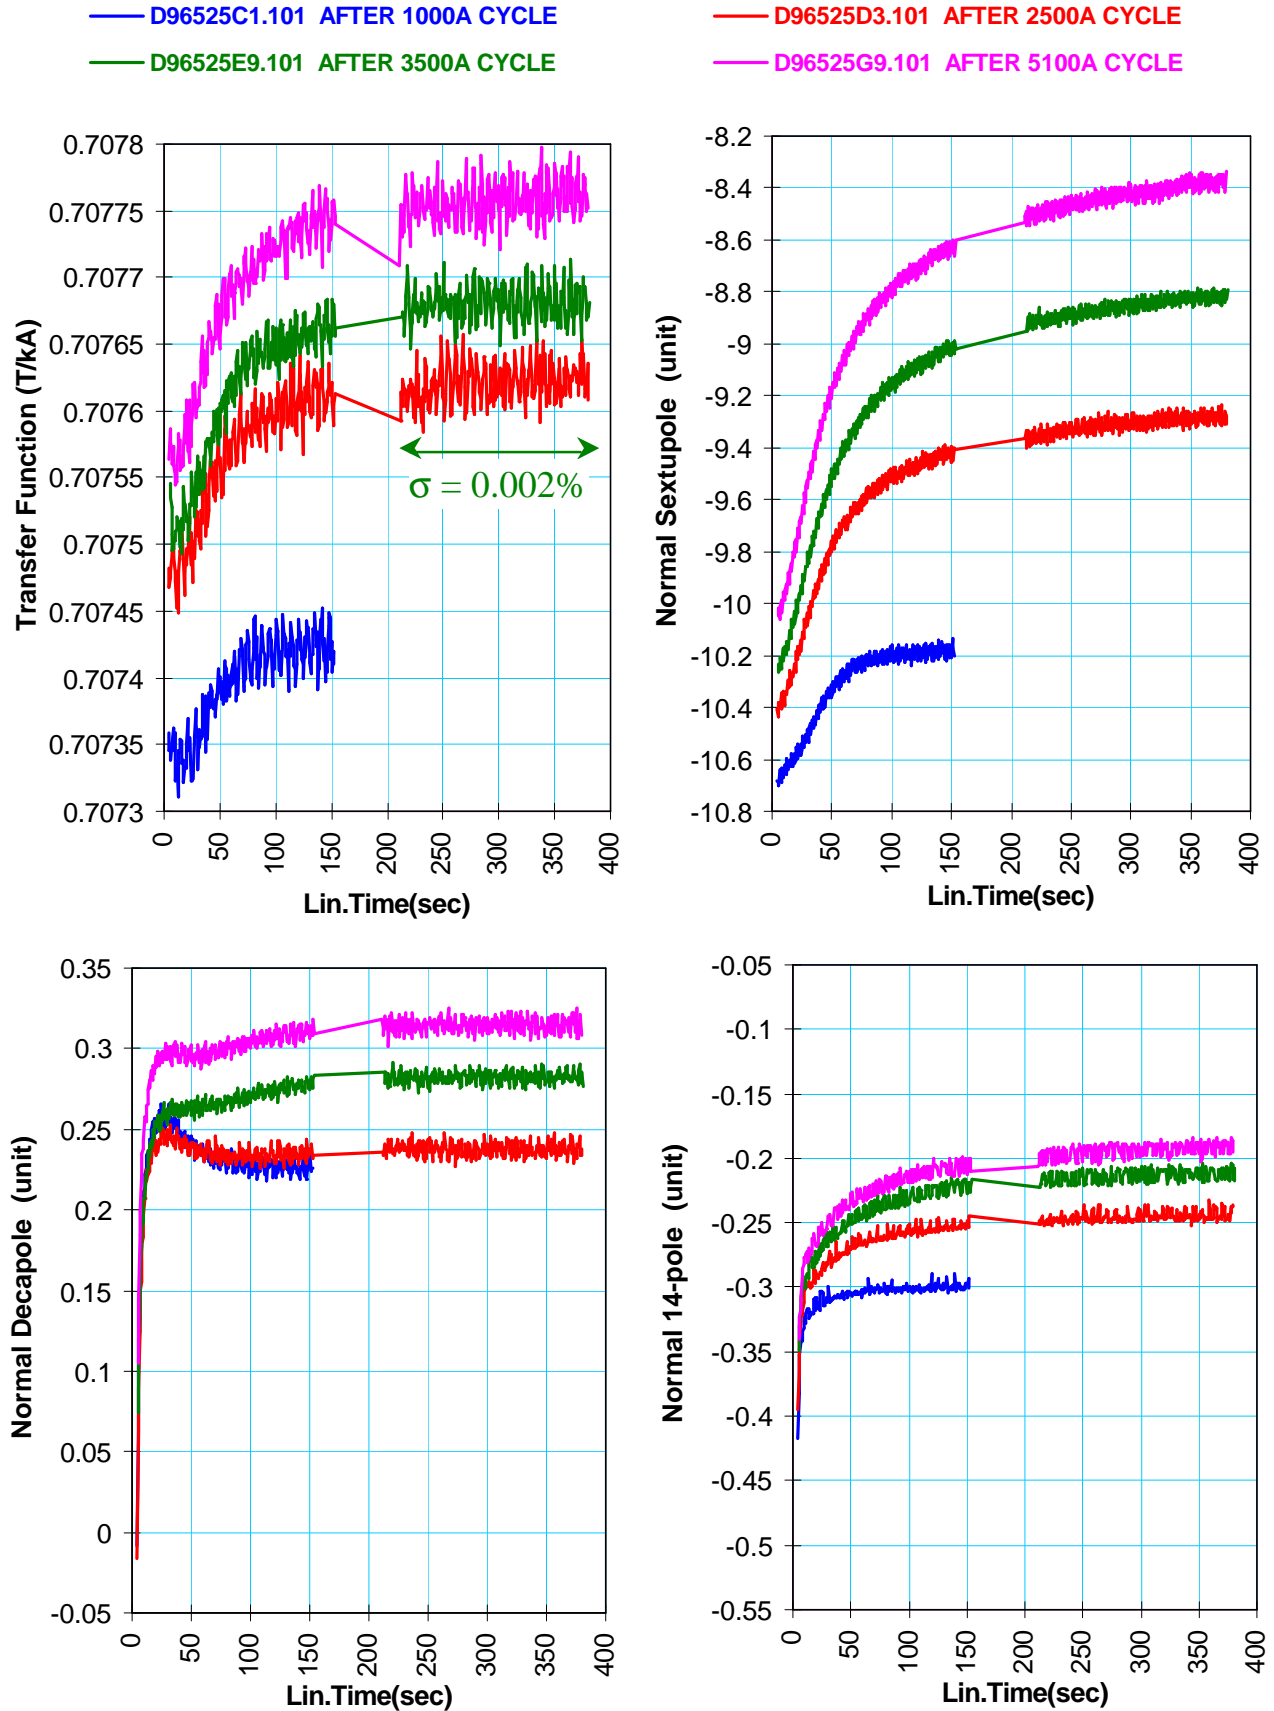 D96525C1.101 AFTER 1000A CYCLE
D96525D3.101 AFTER 2500A CYCLE
D96525E9.101 AFTER 3500A CYCLE
D96525G9.101 AFTER 5100A CYCLE
Transfer Function (T/kA)
0.7078
0.70775
0.7077
0.70765
0.7076
0.70755
0.7075
0.70745
0.7074
0.70735
0.7073
σ = 0.002%
0 50 100 150 200 250 300 350 400
Lin.Time(sec)
Normal Sextupole (unit)
-8.2
-8.4
-8.6
-8.8
-9
-9.2
-9.4
-9.6
-9.8
-10
-10.2
-10.4
-10.6
-10.8
0 50 100 150 200 250 300 350 400
Lin.Time(sec)
Normal Decapole (unit)
0.35
0.3
0.25
0.2
0.15
0.1
0.05
0
-0.05
0 50 100 150 200 250 300 350 400
Lin.Time(sec)
Normal 14-pole (unit)
-0.05
-0.1
-0.15
-0.2
-0.25
-0.3
-0.35
-0.4
-0.45
-0.5
-0.55
0 50 100 150 200 250 300 350 400
Lin.Time(sec)